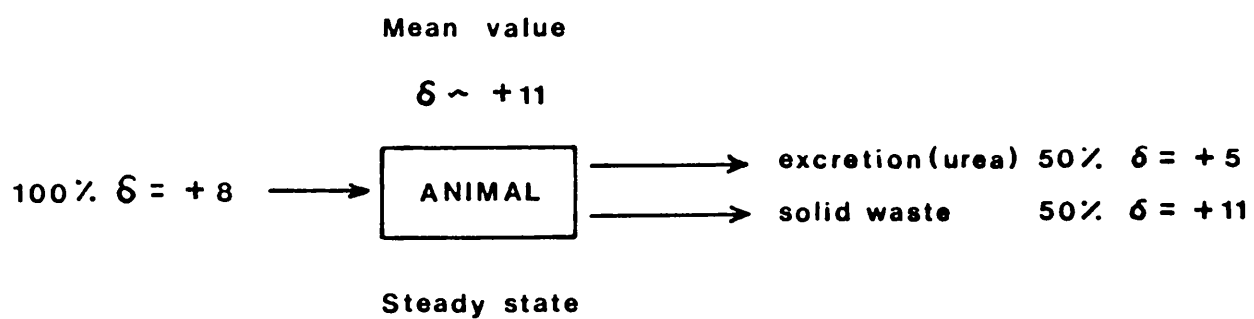 Mean value
δ ~ +11
100% δ = +8
ANIMAL
excretion(urea) 50% δ = +5
solid waste 50% δ = +11
Steady state